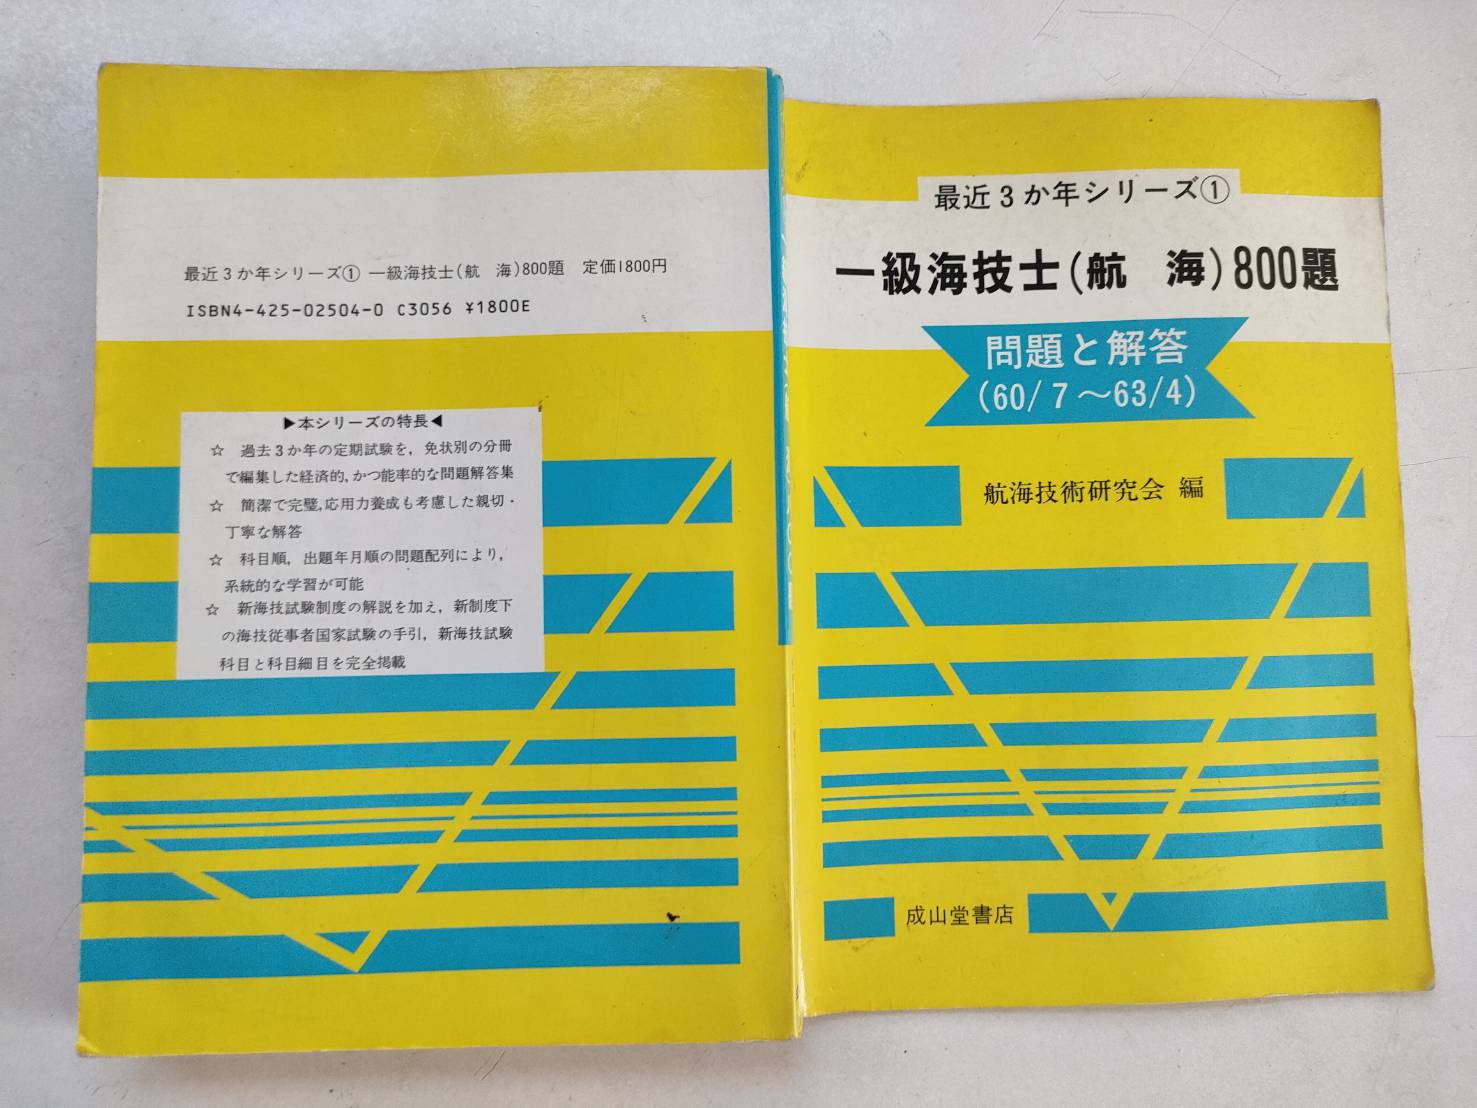 最近3か年シリーズ① 一級海技士(航 海)800題 定価1800円
ISBN4-425-02504-0 C3056 ¥1800E
▶本シリーズの特長◀
☆ 過去3か年の定期試験を, 免状別の分冊
で編集した経済的, かつ能率的な問題解答集
☆ 簡潔で完璧, 応用力養成も考慮した親切・
丁寧な解答
☆ 科目順, 出題年月順の問題配列により,
系統的な学習が可能
☆ 新海技試験制度の解説を加え, 新制度下
の海技従事者国家試験の手引, 新海技試験
科目と科目細目を完全掲載
最近3か年シリーズ①
一級海技士(航 海)800題
問題と解答
(60/7～63/4)
航海技術研究会 編
成山堂書店